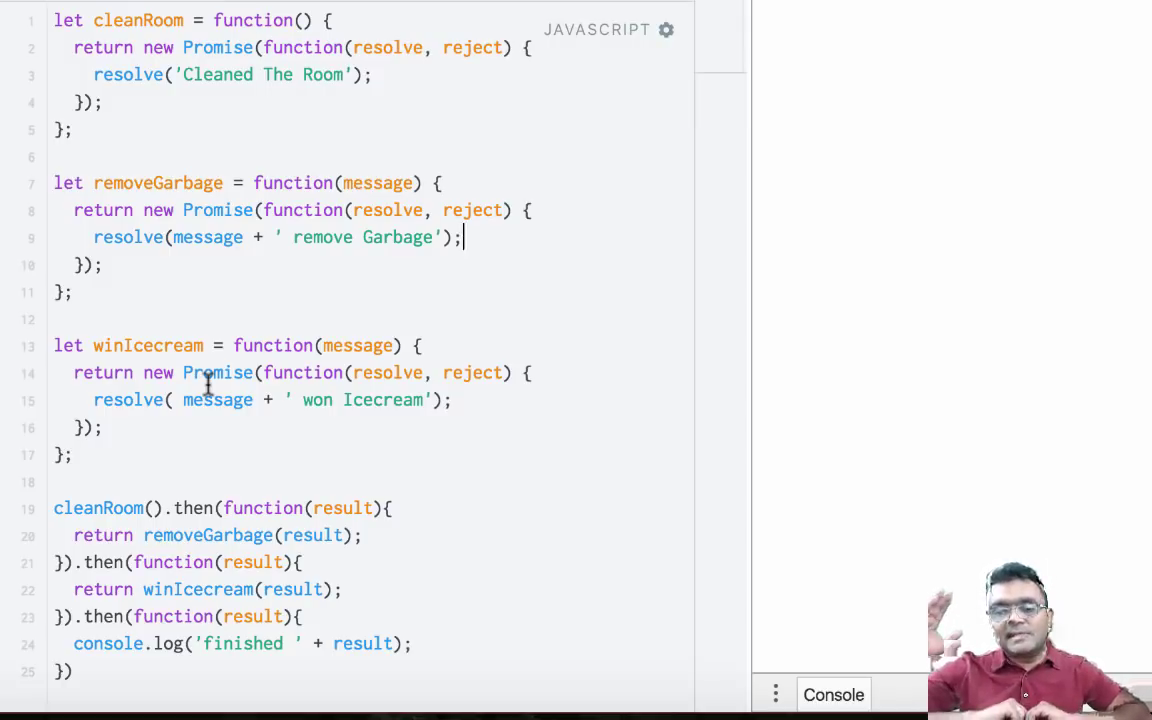 1 let cleanRoom = function() {
JAVASCRIPT
2 return new Promise(function(resolve, reject) {
3 resolve('Cleaned The Room');
4 });
5 };
6
7 let removeGarbage = function(message) {
8 return new Promise(function(resolve, reject) {
9 resolve(message + ' remove Garbage');
10 });
11 };
12
13 let winIcecream = function(message) {
14 return new Promise(function(resolve, reject) {
15 resolve( message + ' won Icecream');
16 });
17 };
18
19 cleanRoom().then(function(result){
20 return removeGarbage(result);
21 }).then(function(result){
22 return winIcecream(result);
23 }).then(function(result){
24 console.log('finished ' + result);
25 })
Console